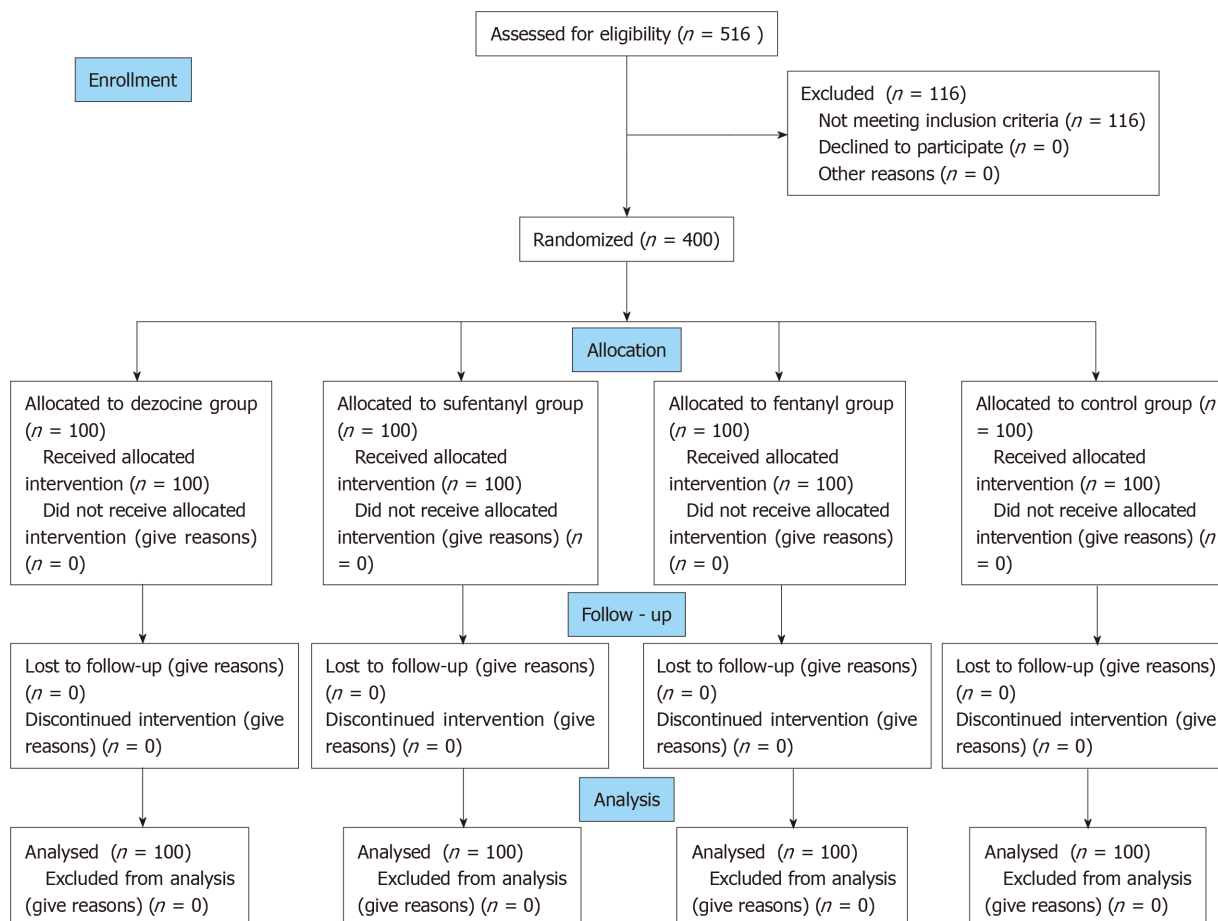 Assessed for eligibility (n = 516 )
Enrollment
Excluded (n = 116)
Not meeting inclusion criteria (n = 116)
Declined to participate (n = 0)
Other reasons (n = 0)
Randomized (n = 400)
Allocation
Allocated to dezocine group
(n = 100)
Received allocated
intervention (n = 100)
Did not receive allocated
intervention (give reasons)
(n = 0)
Allocated to sufentanyl group
(n = 100)
Received allocated
intervention (n = 100)
Did not receive allocated
intervention (give reasons) (n
= 0)
Allocated to fentanyl group
(n = 100)
Received allocated
intervention (n = 100)
Did not receive allocated
intervention (give reasons)
(n = 0)
Allocated to control group (n
= 100)
Received allocated
intervention (n = 100)
Did not receive allocated
intervention (give reasons) (n
= 0)
Follow - up
Lost to follow-up (give reasons)
(n = 0)
Discontinued intervention (give
reasons) (n = 0)
Lost to follow-up (give reasons)
(n = 0)
Discontinued intervention (give
reasons) (n = 0)
Lost to follow-up (give reasons)
(n = 0)
Discontinued intervention (give
reasons) (n = 0)
Lost to follow-up (give reasons)
(n = 0)
Discontinued intervention (give
reasons) (n = 0)
Analysis
Analysed (n = 100)
Excluded from analysis
(give reasons) (n = 0)
Analysed (n = 100)
Excluded from analysis
(give reasons) (n = 0)
Analysed (n = 100)
Excluded from analysis
(give reasons) (n = 0)
Analysed (n = 100)
Excluded from analysis
(give reasons) (n = 0)